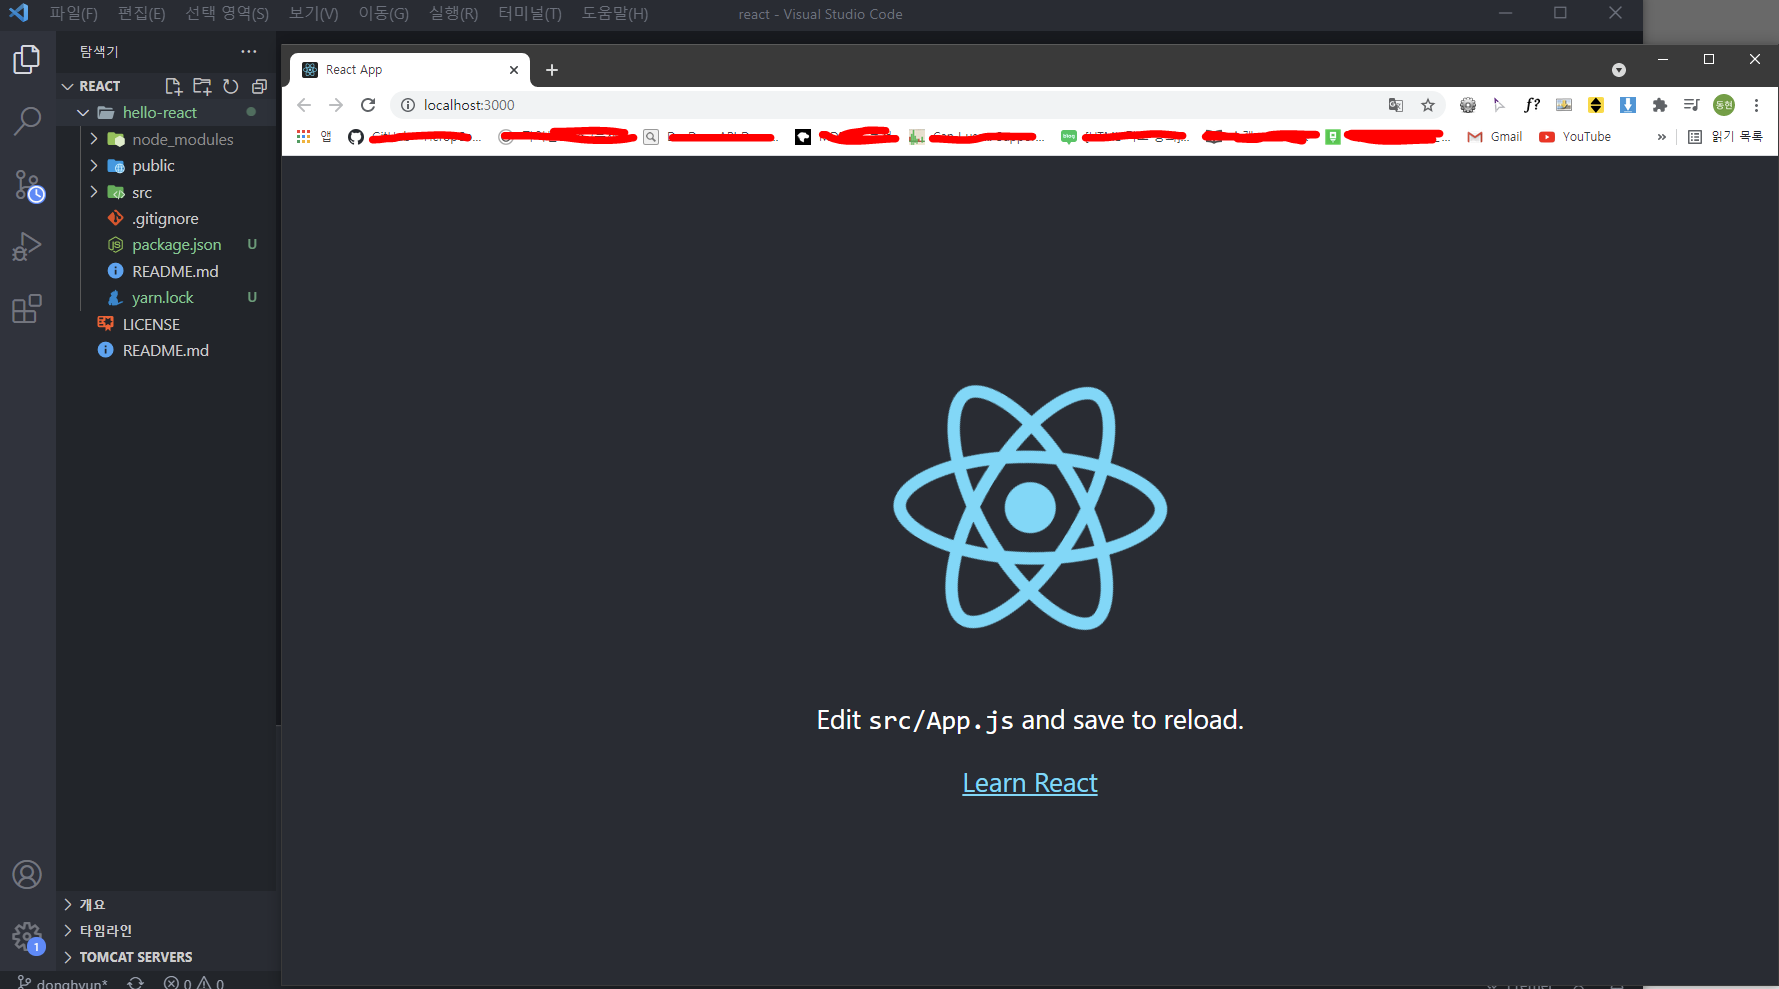 파일(F) 편집(E) 선택 영역(S) 보기(V) 이동(G) 실행(R) 터미널(T) 도움말(H) react - Visual Studio Code
탐색기
REACT
hello-react
node_modules
public
src
.gitignore
package.json U
README.md
yarn.lock U
LICENSE
README.md
개요
타임라인
TOMCAT SERVERS
donghyun* 0 0
1
React App
localhost:3000
f?
동현
앱
Gmail YouTube » 읽기 목록
Edit src/App.js and save to reload.
Learn React